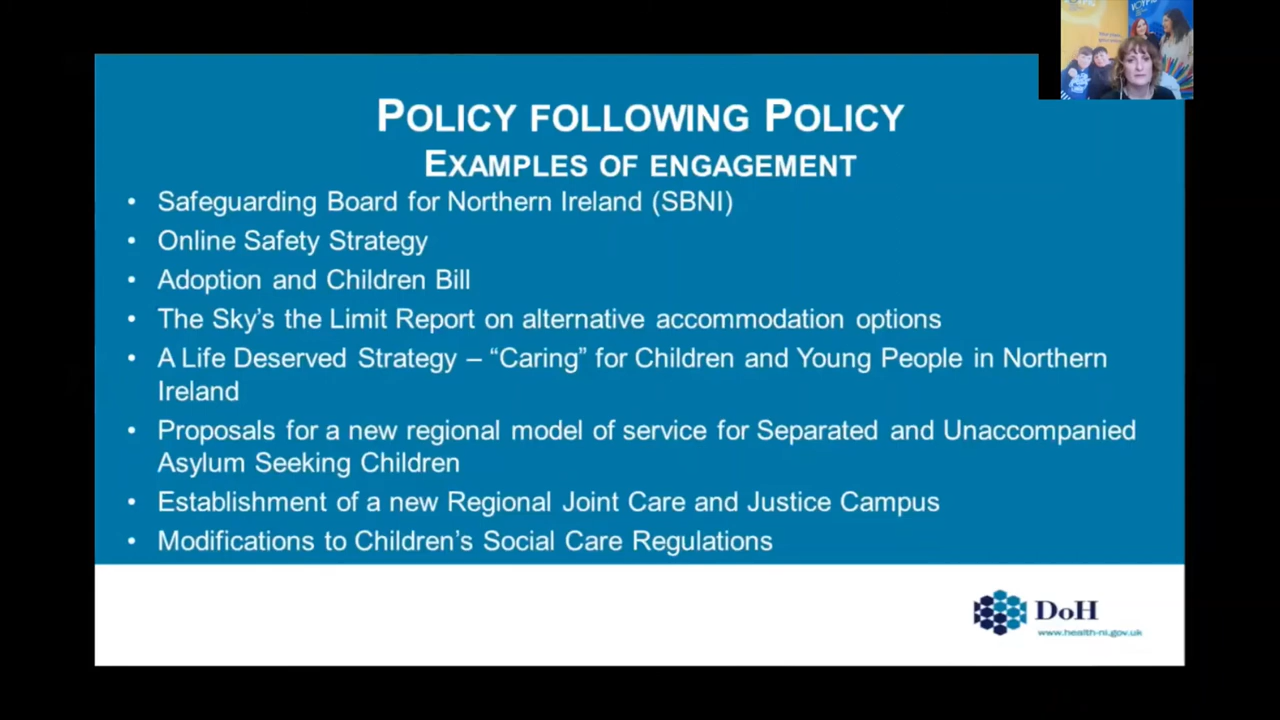 POLICY FOLLOWING POLICY
EXAMPLES OF ENGAGEMENT
• Safeguarding Board for Northern Ireland (SBNI)
• Online Safety Strategy
• Adoption and Children Bill
• The Sky's the Limit Report on alternative accommodation options
• A Life Deserved Strategy – “Caring” for Children and Young People in Northern
Ireland
• Proposals for a new regional model of service for Separated and Unaccompanied
Asylum Seeking Children
• Establishment of a new Regional Joint Care and Justice Campus
• Modifications to Children's Social Care Regulations
DoH
www.health-ni.gov.uk